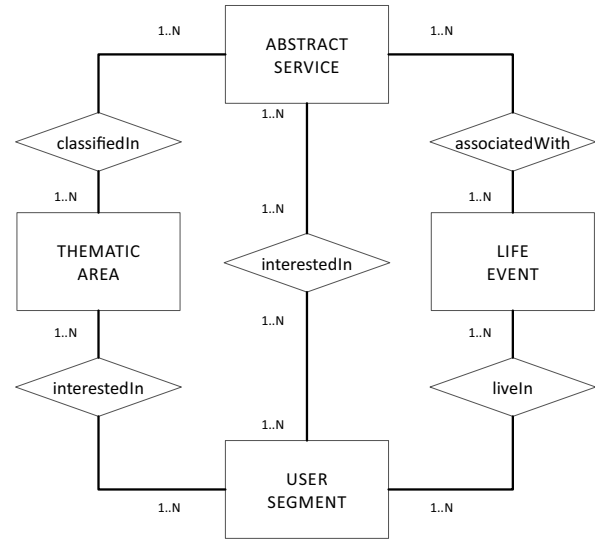 1..N
1..N
ABSTRACT
SERVICE
1..N
classifiedIn
associatedWith
1..N
1..N
1..N
THEMATIC
AREA
interestedIn
LIFE
EVENT
1..N
1..N
1..N
interestedIn
liveIn
1..N
USER
SEGMENT
1..N
1..N